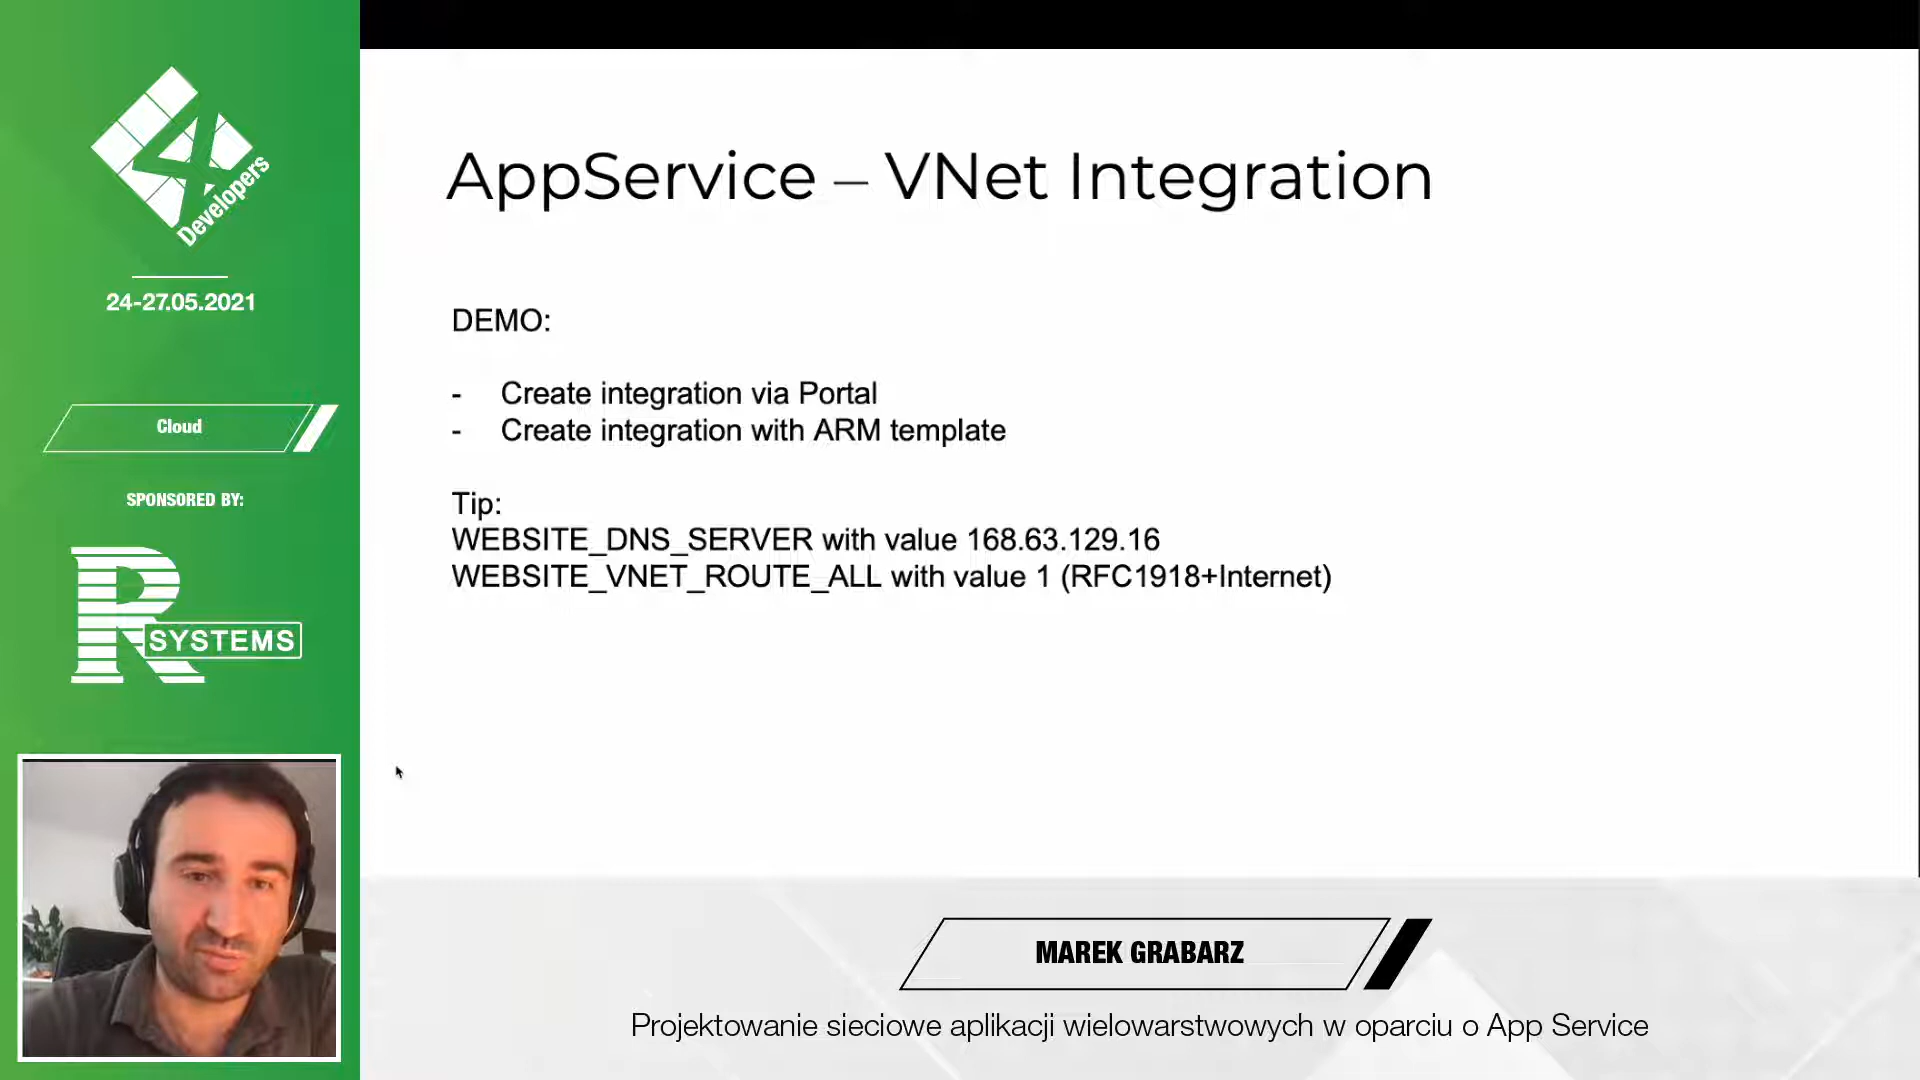 4
Developers
24-27.05.2021
Cloud
SPONSORED BY:
R SYSTEMS
AppService – VNet Integration
DEMO:
- Create integration via Portal
- Create integration with ARM template
Tip:
WEBSITE_DNS_SERVER with value 168.63.129.16
WEBSITE_VNET_ROUTE_ALL with value 1 (RFC1918+Internet)
MAREK GRABARZ
Projektowanie sieciowe aplikacji wielowarstwowych w oparciu o App Service